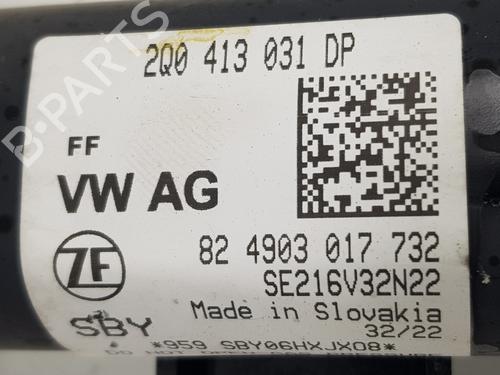 B-PARTS
2Q0 413 031 DP
FF
VW AG
ZF
82 4903 017 732
SE216V32N22
SBY
Made in Slovakia
32/22
*959 SBY06HXJX08*